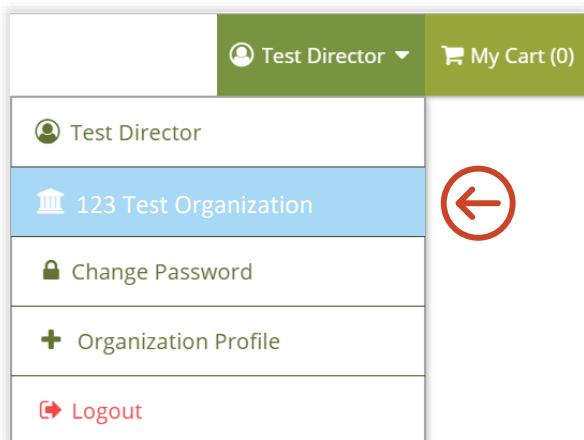 Test Director My Cart (0)
Test Director
123 Test Organization
Change Password
Organization Profile
Logout